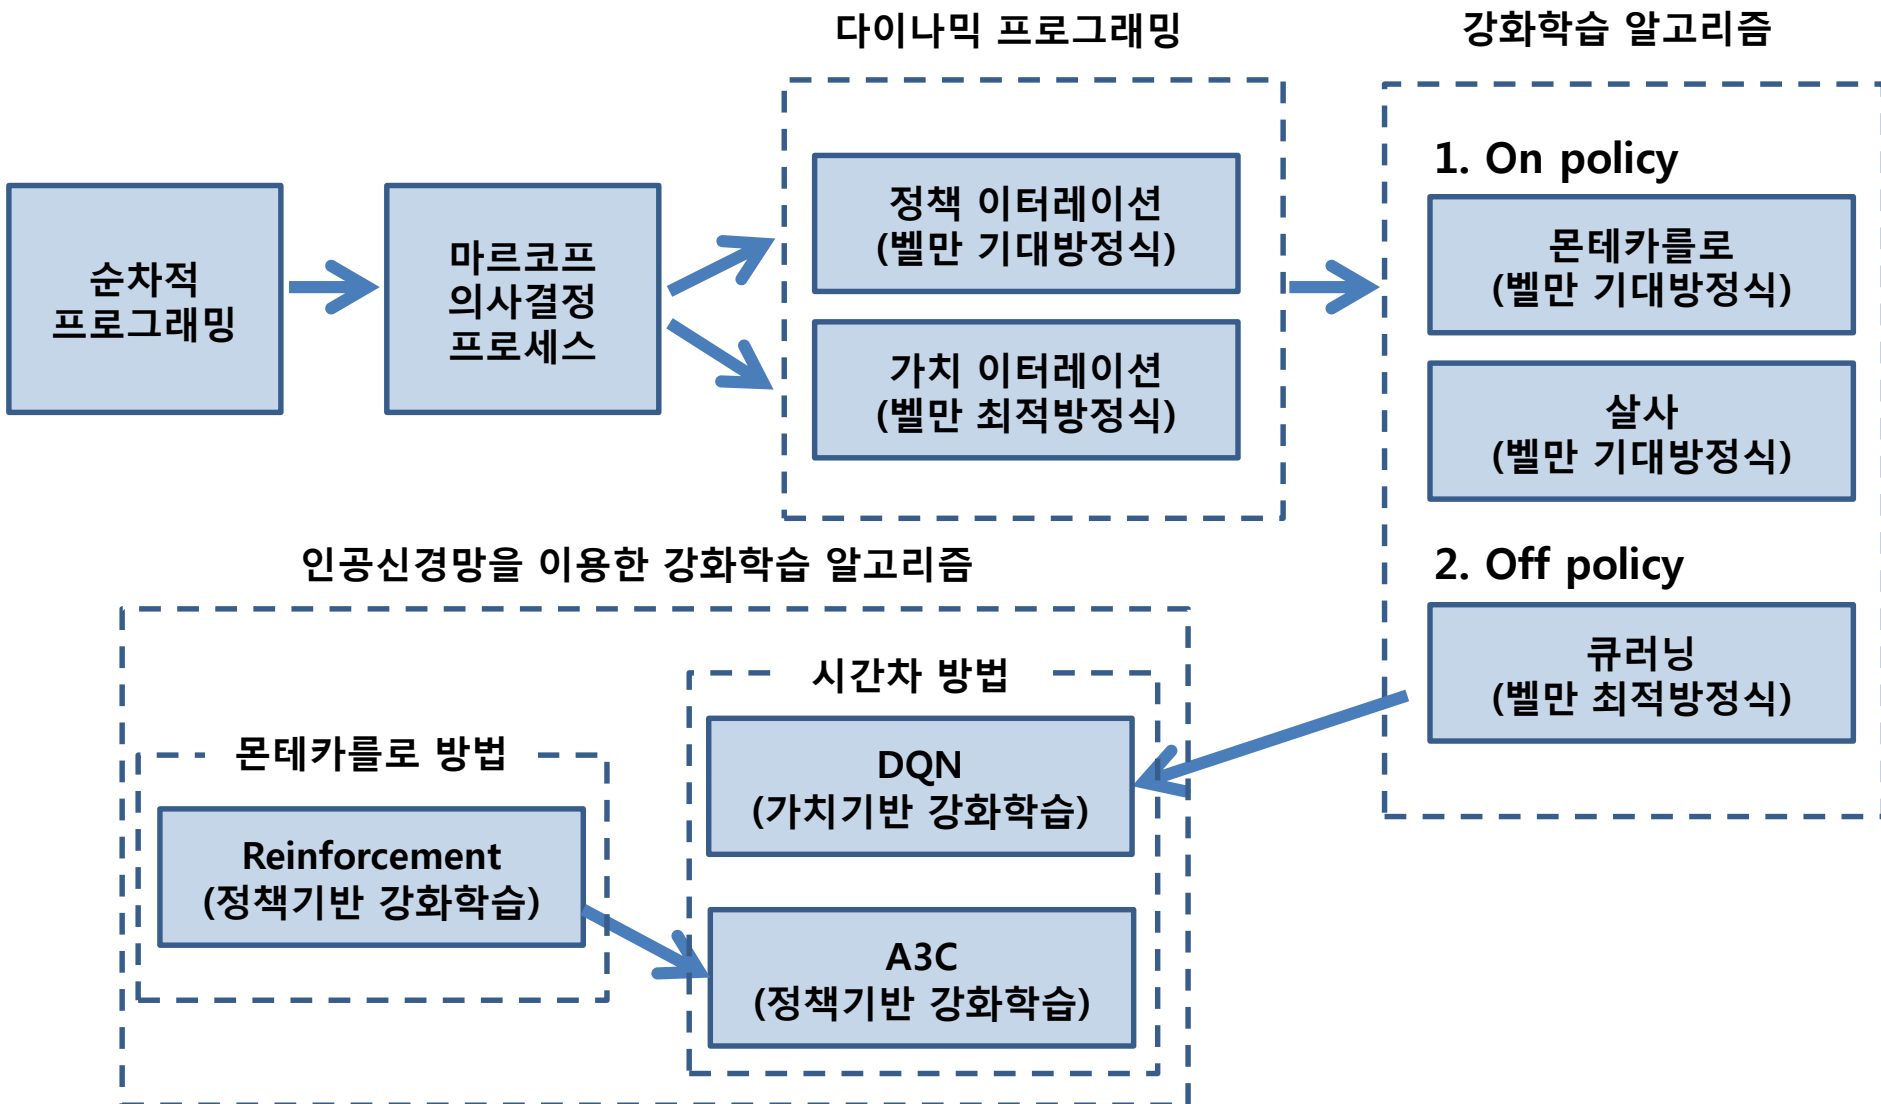 다이나믹 프로그래밍
강화학습 알고리즘
순차적
프로그래밍
마르코프
의사결정
프로세스
정책 이터레이션
(벨만 기대방정식)
가치 이터레이션
(벨만 최적방정식)
1. On policy
몬테카를로
(벨만 기대방정식)
살사
(벨만 기대방정식)
2. Off policy
큐러닝
(벨만 최적방정식)
인공신경망을 이용한 강화학습 알고리즘
시간차 방법
DQN
(가치기반 강화학습)
몬테카를로 방법
Reinforcement
(정책기반 강화학습)
A3C
(정책기반 강화학습)